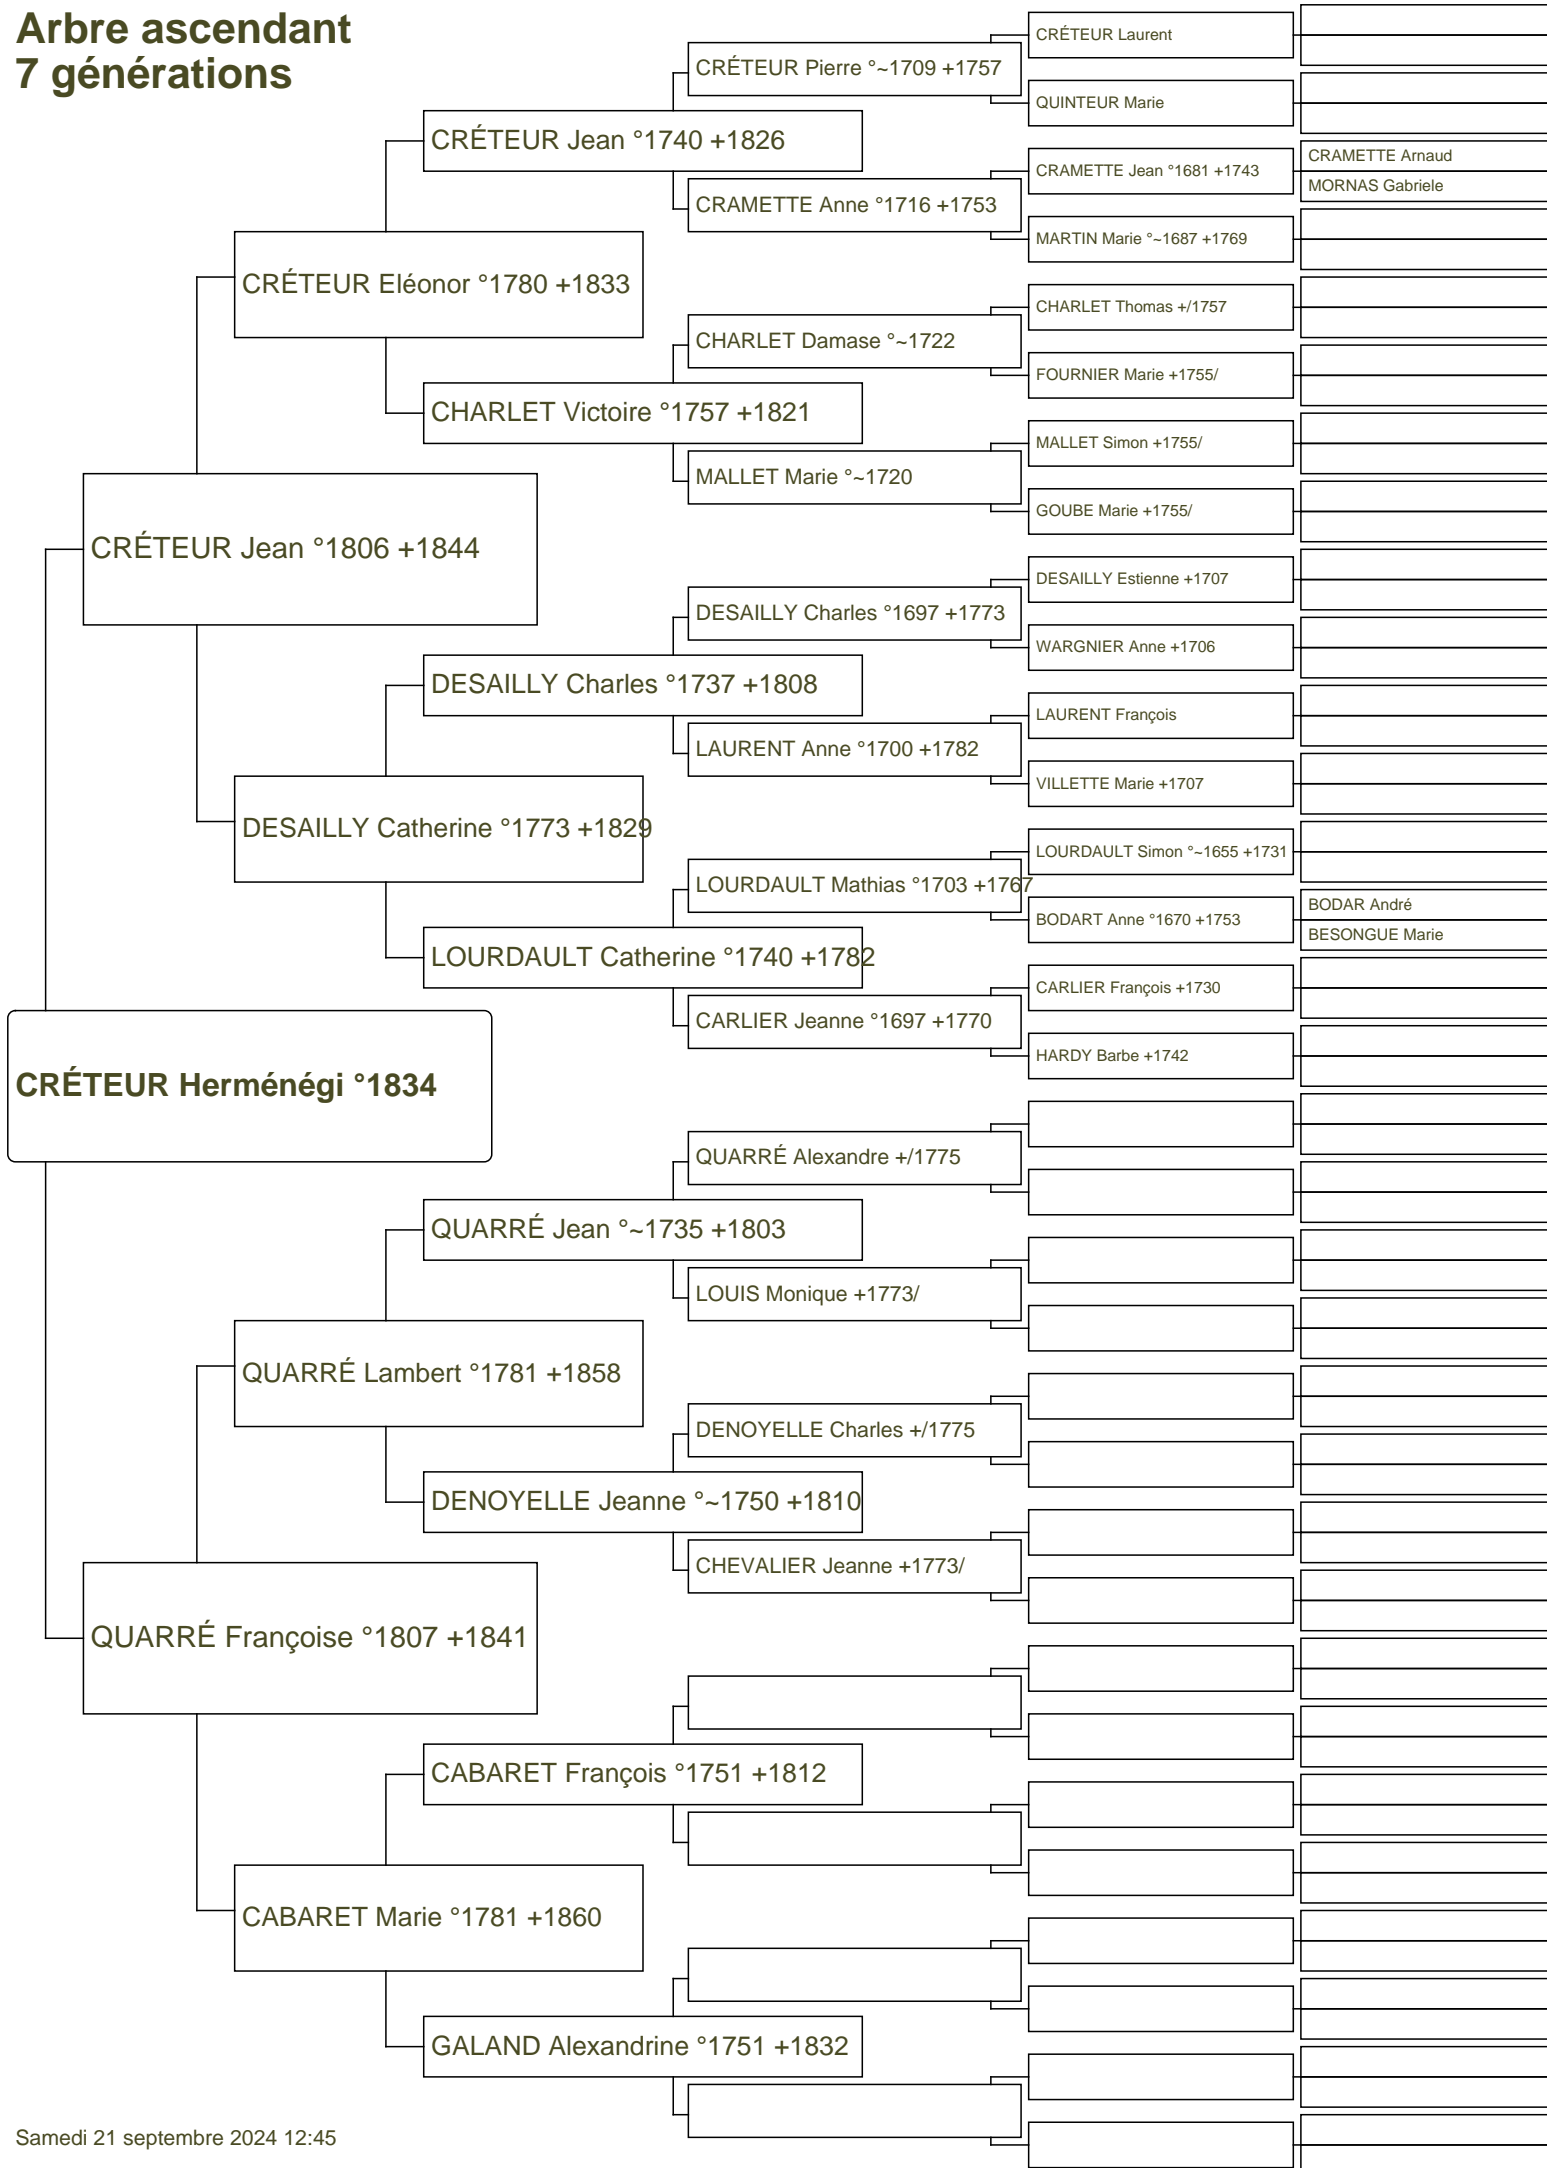 Arbre ascendant
7 générations
CRÉTEUR Laurent
CRÉTEUR Pierre °~1709 +1757
QUINTEUR Marie
CRÉTEUR Jean °1740 +1826
CRAMETTE Arnaud
CRAMETTE Jean °1681 +1743
MORNAS Gabriele
CRAMETTE Anne °1716 +1753
MARTIN Marie °~1687 +1769
CRÉTEUR Eléonor °1780 +1833
CHARLET Thomas +/1757
CHARLET Damase °~1722
FOURNIER Marie +1755/
CHARLET Victoire °1757 +1821
MALLET Simon +1755/
MALLET Marie °~1720
GOUBE Marie +1755/
CRÉTEUR Jean °1806 +1844
DESAILLY Estienne +1707
DESAILLY Charles °1697 +1773
WARGNIER Anne +1706
DESAILLY Charles °1737 +1808
LAURENT François
LAURENT Anne °1700 +1782
VILLETTE Marie +1707
DESAILLY Catherine °1773 +1829
LOURDAULT Simon °~1655 +1731
LOURDAULT Mathias °1703 +1767
BODAR André
BODART Anne °1670 +1753
BESONGUE Marie
LOURDAULT Catherine °1740 +1782
CARLIER François +1730
CARLIER Jeanne °1697 +1770
HARDY Barbe +1742
CRÉTEUR Herménégi °1834
QUARRÉ Alexandre +/1775
QUARRÉ Jean °~1735 +1803
LOUIS Monique +1773/
QUARRÉ Lambert °1781 +1858
DENOYELLE Charles +/1775
DENOYELLE Jeanne °~1750 +1810
CHEVALIER Jeanne +1773/
QUARRÉ Françoise °1807 +1841
CABARET François °1751 +1812
CABARET Marie °1781 +1860
GALAND Alexandrine °1751 +1832
Samedi 21 septembre 2024 12:45